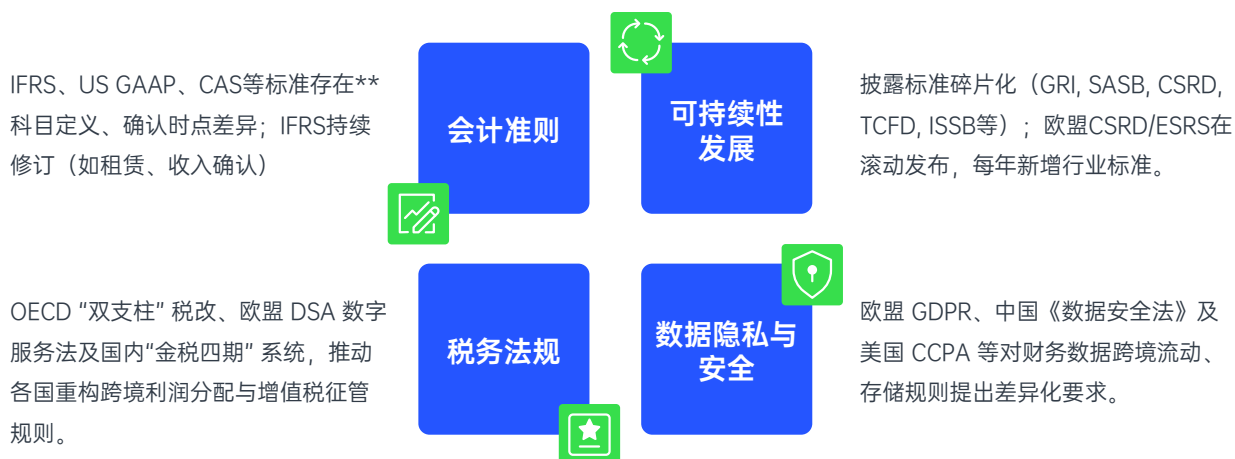 IFRS、US GAAP、CAS等标准存在**
科目定义、确认时点差异；IFRS持续
修订（如租赁、收入确认）
会计准则
可持续性
发展
披露标准碎片化（GRI, SASB, CSRD,
TCFD, ISSB等）；欧盟CSRD/ESRS在
滚动发布，每年新增行业标准。
OECD “双支柱” 税改、欧盟 DSA 数字
服务法及国内“金税四期” 系统，推动
各国重构跨境利润分配与增值税征管
规则。
税务法规
数据隐私与
安全
欧盟 GDPR、中国《数据安全法》及
美国 CCPA 等对财务数据跨境流动、
存储规则提出差异化要求。